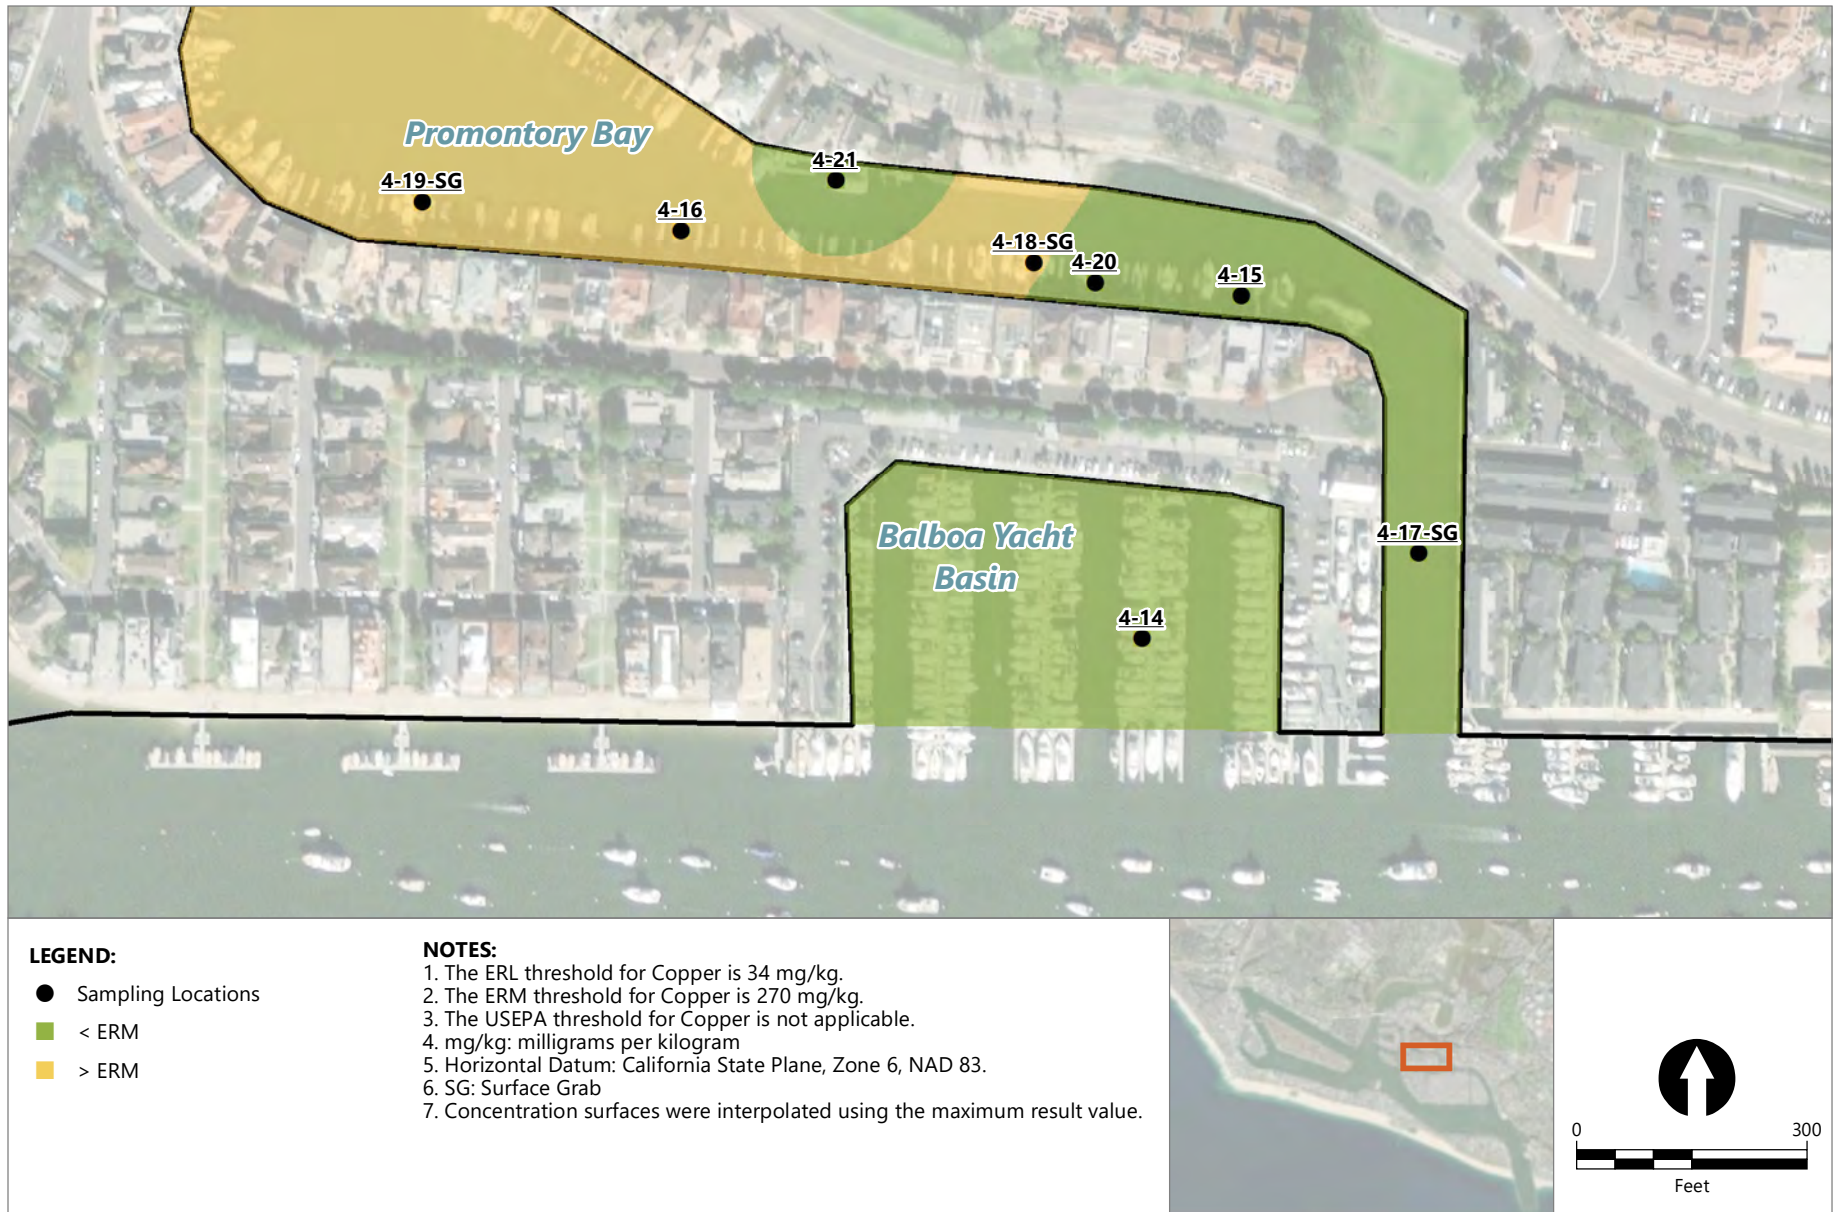 Promontory Bay
4-21
4-19-SG
4-16
4-18-SG
4-20
4-15
Balboa Yacht
Basin
4-17-SG
4-14
LEGEND:
Sampling Locations
< ERM
> ERM
NOTES:
1. The ERL threshold for Copper is 34 mg/kg.
2. The ERM threshold for Copper is 270 mg/kg.
3. The USEPA threshold for Copper is not applicable.
4. mg/kg: milligrams per kilogram
5. Horizontal Datum: California State Plane, Zone 6, NAD 83.
6. SG: Surface Grab
7. Concentration surfaces were interpolated using the maximum result value.
0 300
Feet